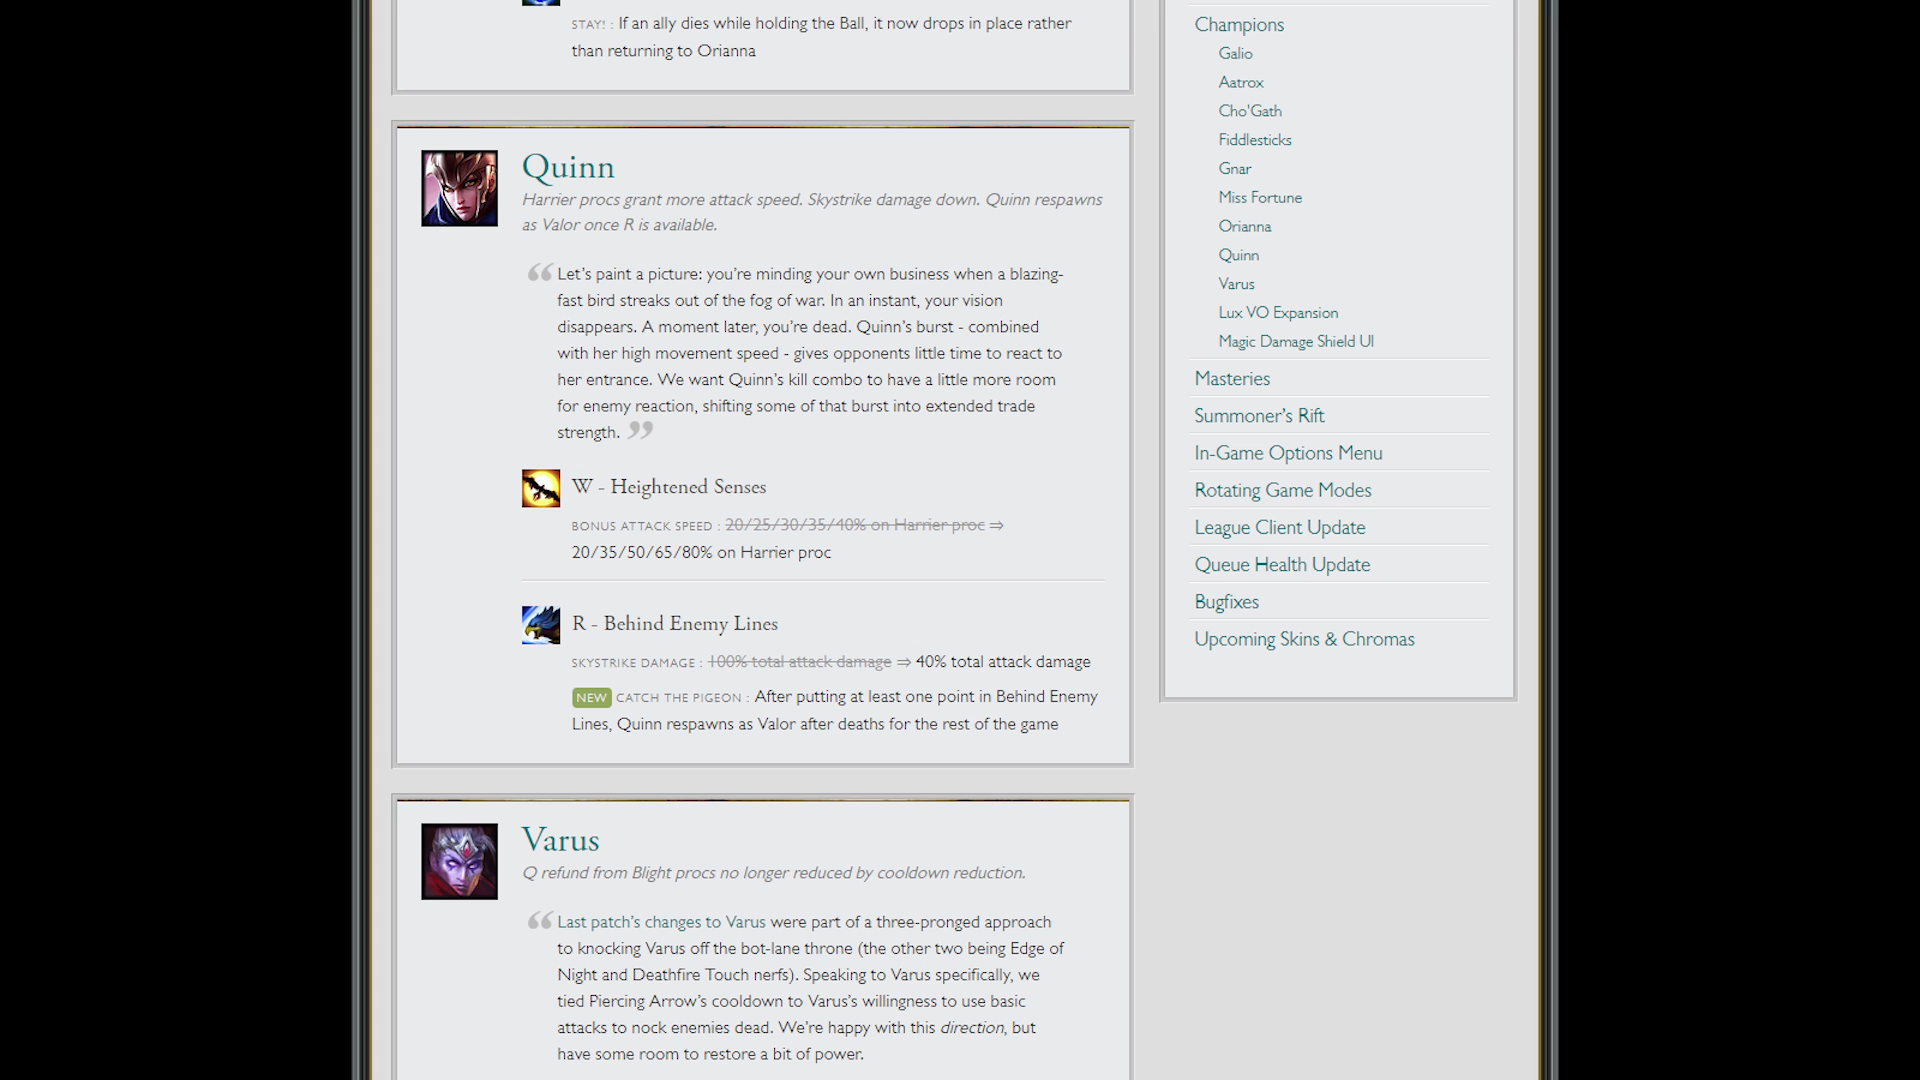 STAY! : If an ally dies while holding the Ball, it now drops in place rather
than returning to Orianna
Quinn
Harrier procs grant more attack speed. Skystrike damage down. Quinn respawns
as Valor once R is available.
“Let’s paint a picture: you’re minding your own business when a blazing-
fast bird streaks out of the fog of war. In an instant, your vision
disappears. A moment later, you’re dead. Quinn’s burst - combined
with her high movement speed - gives opponents little time to react to
her entrance. We want Quinn’s kill combo to have a little more room
for enemy reaction, shifting some of that burst into extended trade
strength. ”
W - Heightened Senses
BONUS ATTACK SPEED : 20/25/30/35/40% on Harrier proc ⇒
20/35/50/65/80% on Harrier proc
R - Behind Enemy Lines
SKYSTRIKE DAMAGE : 100% total attack damage ⇒ 40% total attack damage
NEW CATCH THE PIGEON : After putting at least one point in Behind Enemy
Lines, Quinn respawns as Valor after deaths for the rest of the game
Varus
Q refund from Blight procs no longer reduced by cooldown reduction.
“Last patch’s changes to Varus were part of a three-pronged approach
to knocking Varus off the bot-lane throne (the other two being Edge of
Night and Deathfire Touch nerfs). Speaking to Varus specifically, we
tied Piercing Arrow’s cooldown to Varus’s willingness to use basic
attacks to nock enemies dead. We’re happy with this direction, but
have some room to restore a bit of power.
Champions
Galio
Aatrox
Cho'Gath
Fiddlesticks
Gnar
Miss Fortune
Orianna
Quinn
Varus
Lux VO Expansion
Magic Damage Shield UI
Masteries
Summoner’s Rift
In-Game Options Menu
Rotating Game Modes
League Client Update
Queue Health Update
Bugfixes
Upcoming Skins & Chromas